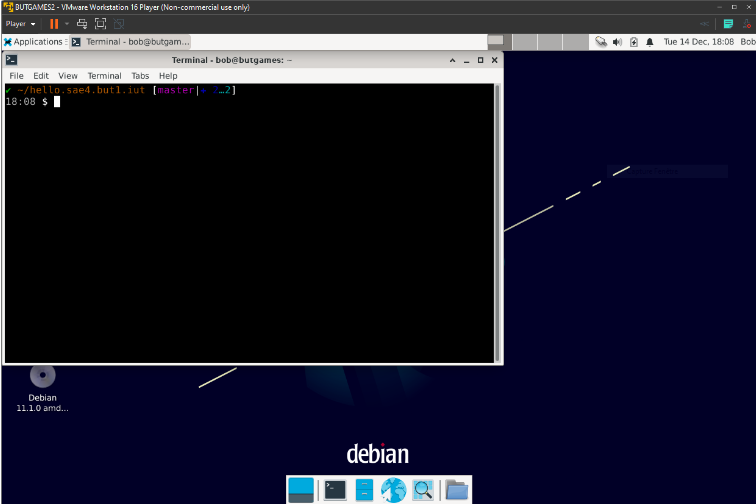 BUTGAMES2 - VMware Workstation 16 Player (Non-commercial use only)
Player
Applications
Terminal - bob@butgam...
Tue 14 Dec, 18:08 Bob
Terminal - bob@butgames: ~
File Edit View Terminal Tabs Help
✔ ~/hello.sae4.but1.iut [master|✚ 2…2]
18:08 $
Debian
11.1.0 amd...
debian